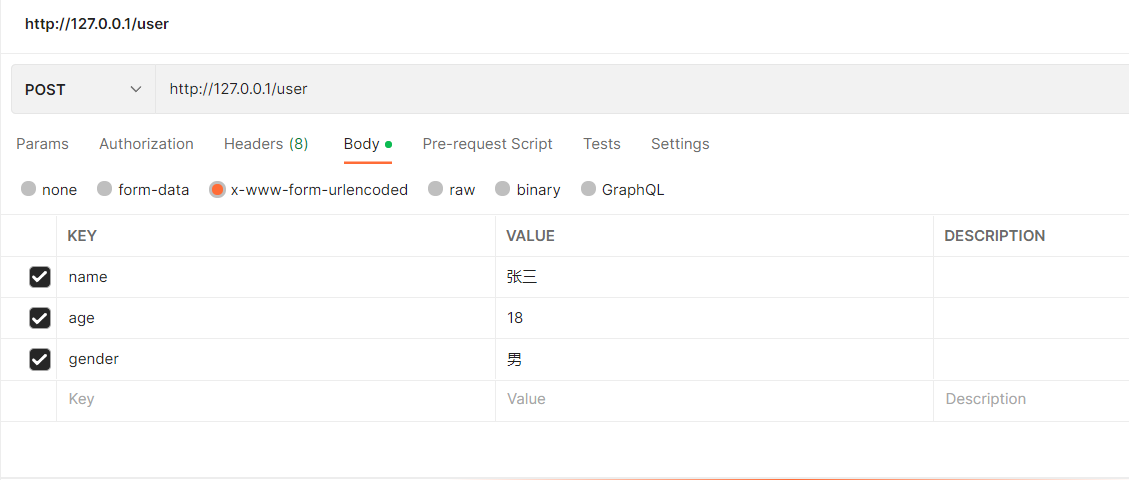 http://127.0.0.1/user
POST http://127.0.0.1/user
Params Authorization Headers (8) Body Pre-request Script Tests Settings
none form-data x-www-form-urlencoded raw binary GraphQL
KEY VALUE DESCRIPTION
name 张三
age 18
gender 男
Key Value Description